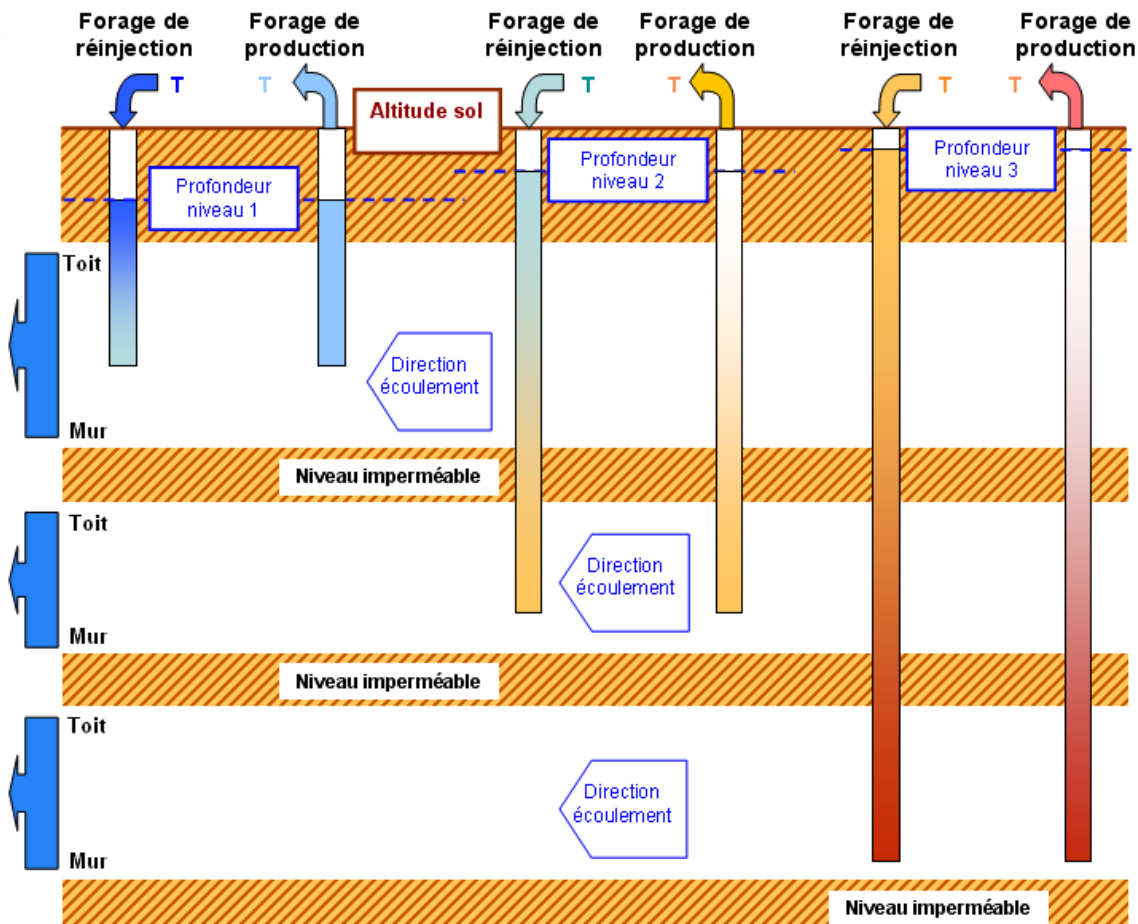 Forage de
réinjection
Forage de
production
Forage de
réinjection
Forage de
production
Forage de
réinjection
Forage de
production
T
T
T
T
T
T
Altitude sol
Profondeur
niveau 1
Profondeur
niveau 2
Profondeur
niveau 3
Toit
Direction
écoulement
Mur
Niveau imperméable
Toit
Direction
écoulement
Mur
Niveau imperméable
Toit
Direction
écoulement
Mur
Niveau imperméable